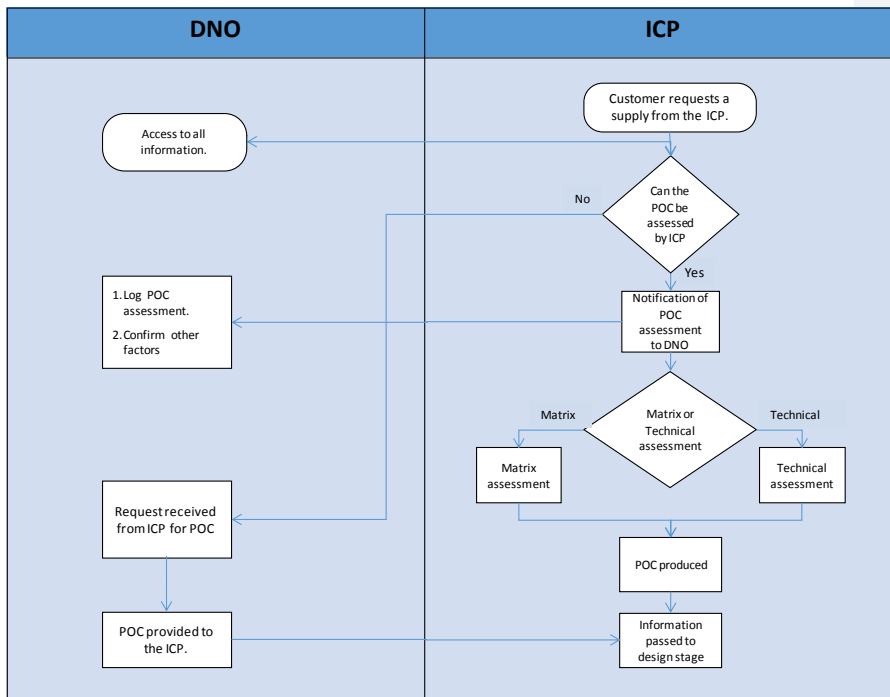 DNO
ICP
Customer requests a
supply from the ICP.
Access to all
information.
Can the
POC be
assessed
by ICP
No
Yes
Notification of
POC
assessment
to DNO
1. Log POC
assessment.
2. Confirm other
factors
Matrix or
Technical
assessment
Matrix
Technical
Matrix
assessment
Technical
assessment
Request received
from ICP for POC
POC produced
POC provided to
the ICP.
Information
passed to
design stage